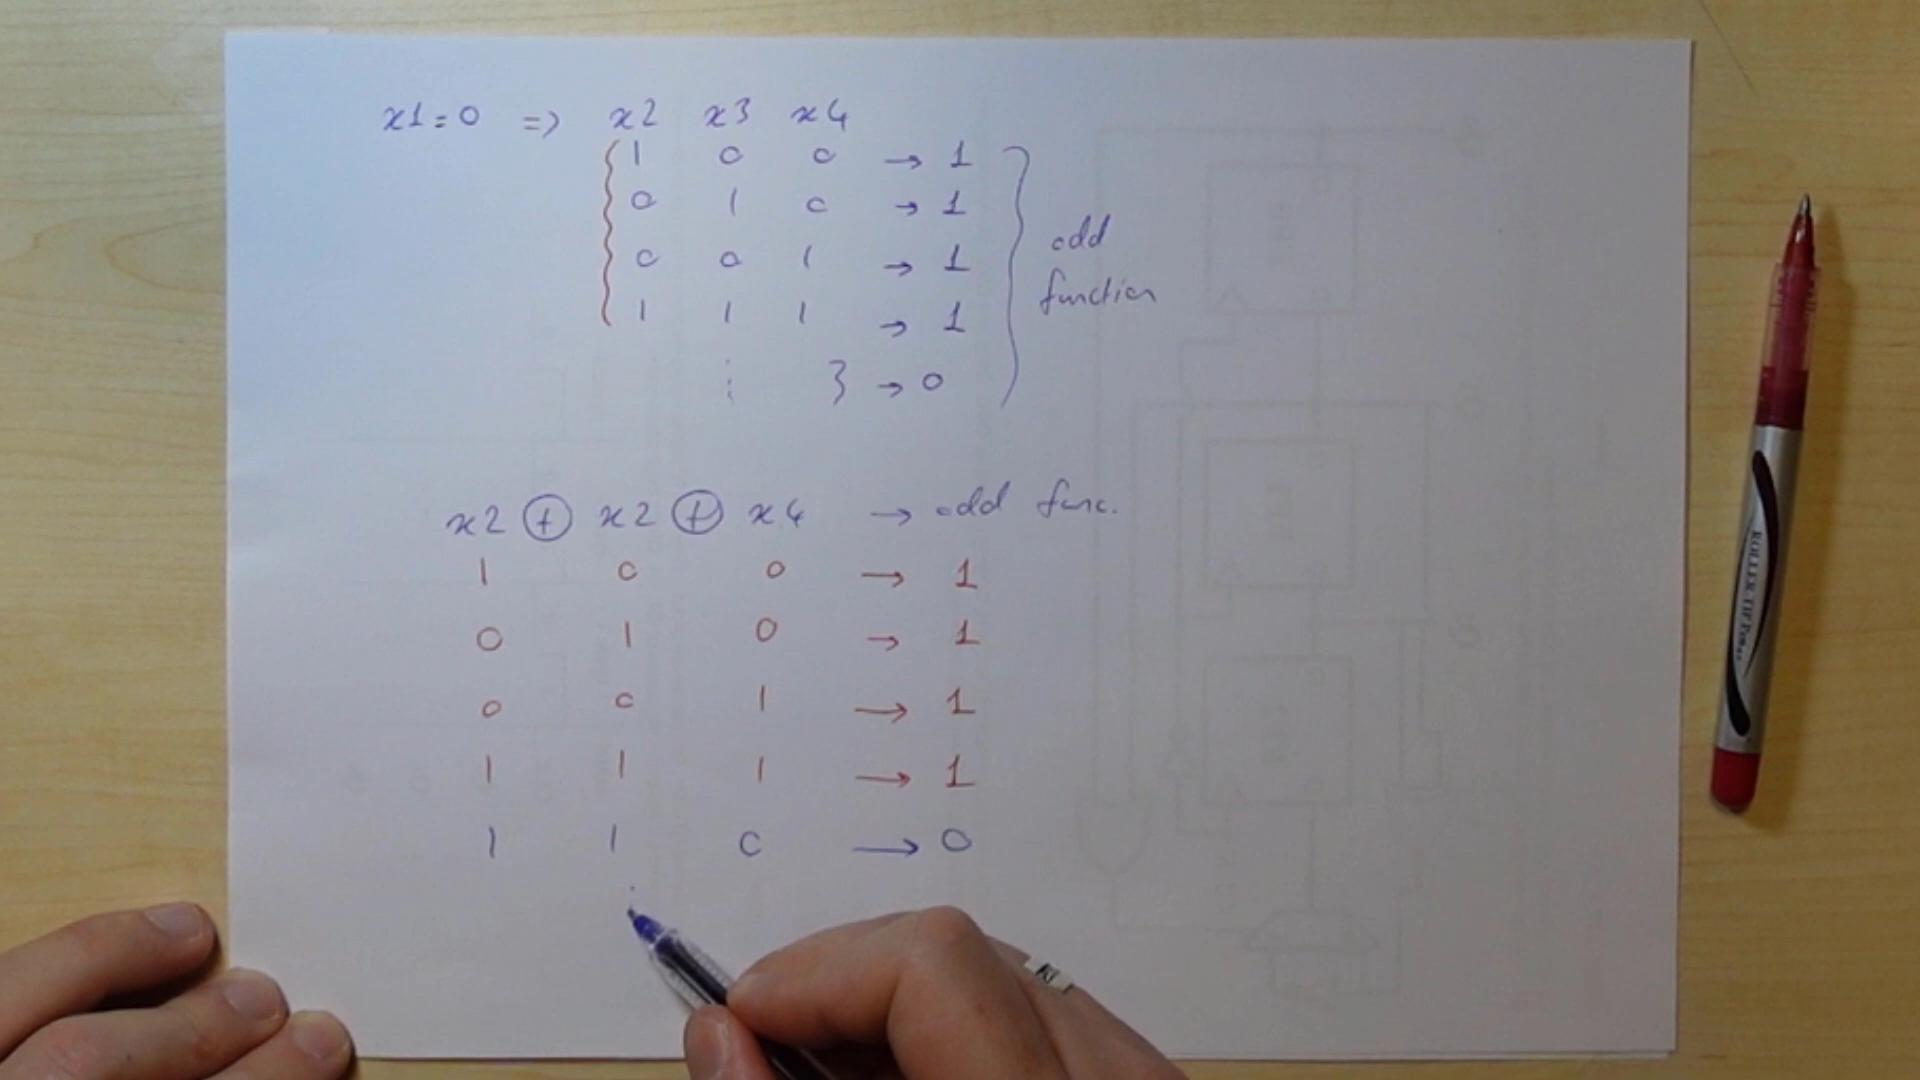 x1=0 => x2 x3 x4
1 0 0 → 1
0 1 0 → 1
0 0 1 → 1
1 1 1 → 1
⋮ } → 0
odd
function
x2 ⊕ x2 ⊕ x4 → odd func.
1 0 0 → 1
0 1 0 → 1
0 0 1 → 1
1 1 1 → 1
1 1 0 → 0
ROLLER TIP